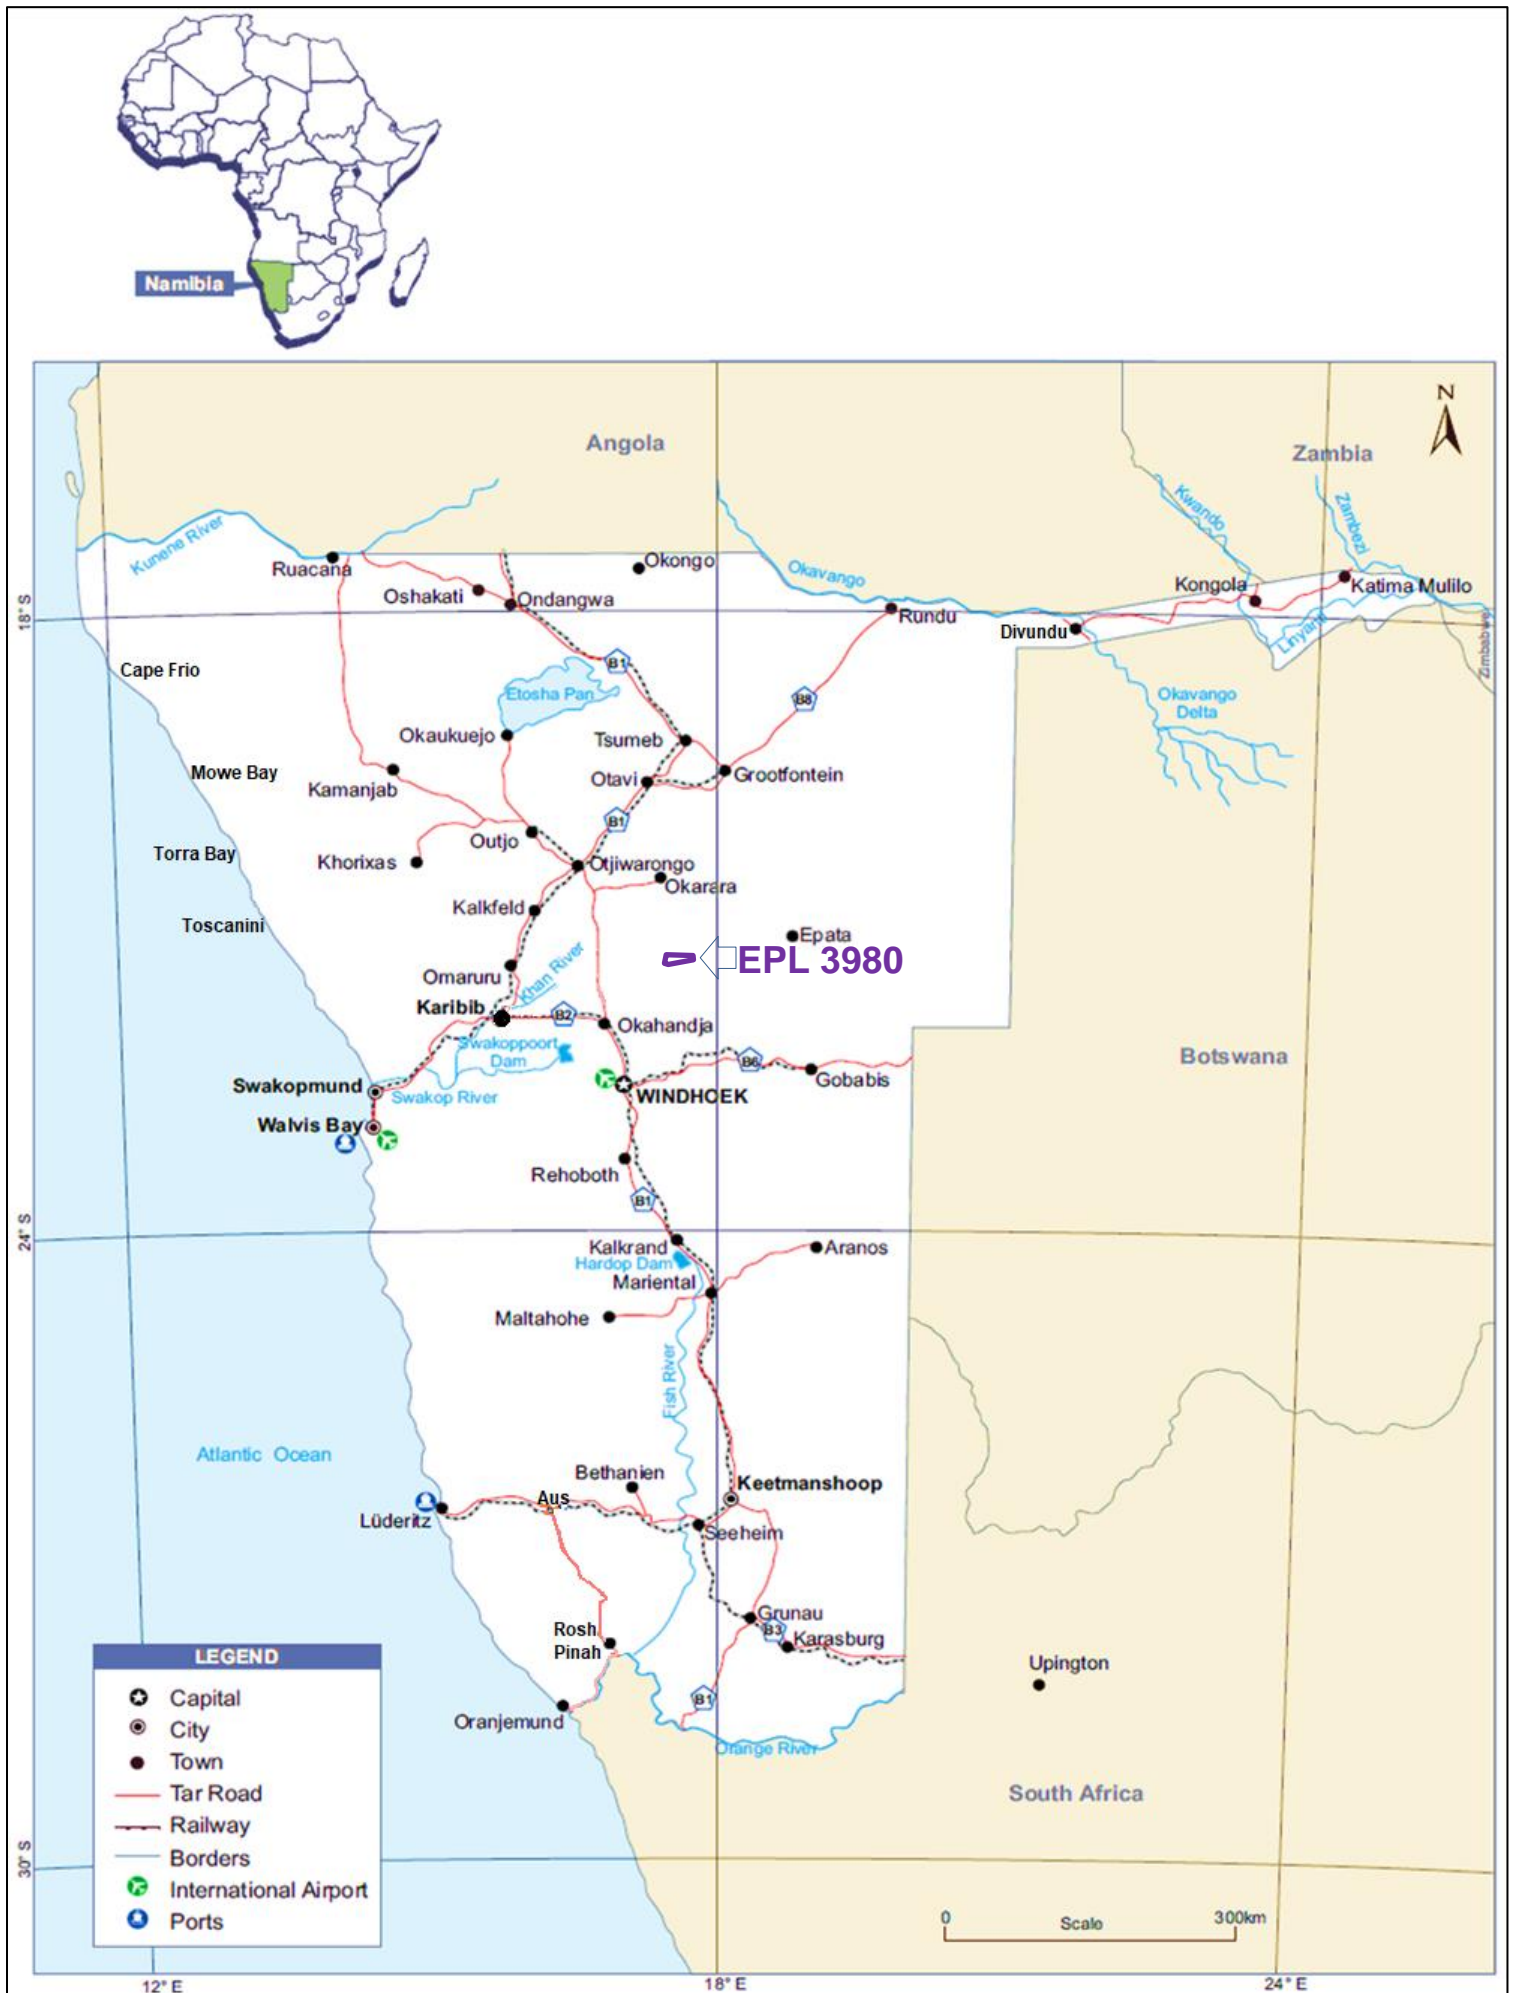 Namibia
N
Angola
Zambia
Kunene River
Kwando
Zambezi
Okongo
Ruacana
Okavango
Kongola
Katima Mulilo
Oshakati
Ondangwa
18° S
Rundu
Divundu
Linyanti
Zimbabwe
Cape Frio
B1
Etosha Pan
B8
Okavango
Delta
Okaukuejo
Tsumeb
Mowe Bay
Otavi
Grootfontein
Kamanjab
B1
Outjo
Torra Bay
Khorixas
Otjiwarongo
Okarara
Kalkfeld
Toscanini
Epata
EPL 3980
Omaruru
Khan River
Karibib
B2
Okahandja
Swakoppoort
Dam
B6
Botswana
Gobabis
Swakopmund
Swakop River
WINDHOEK
Walvis Bay
Rehoboth
B1
24° S
Kalkrand
Aranos
Hardop Dam
Mariental
Maltahohe
Fish River
Atlantic Ocean
Bethanien
Keetmanshoop
Aus
Lüderitz
Seeheim
Grunau
Rosh
Pinah
B3
Karasburg
Upington
B1
Oranjemund
Orange River
South Africa
LEGEND
Capital
City
Town
Tar Road
Railway
Borders
International Airport
Ports
30° S
0
Scale
300km
12° E
18° E
24° E